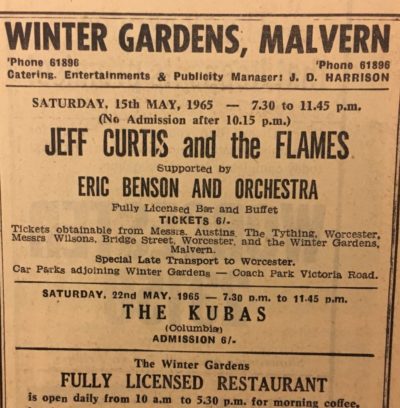 WINTER GARDENS, MALVERN
'Phone 61896 'Phone 61896
Catering, Entertainments & Publicity Manager: J. D. HARRISON
SATURDAY, 15th MAY, 1965 — 7.30 to 11.45 p.m.
(No Admission after 10.15 p.m.)
JEFF CURTIS and the FLAMES
Supported by
ERIC BENSON AND ORCHESTRA
Fully Licensed Bar and Buffet
TICKETS 6/-
Tickets obtainable from Messrs. Austins, The Tything, Worcester,
Messrs Wilsons, Bridge Street, Worcester, and the Winter Gardens,
Malvern.
Special Late Transport to Worcester.
Car Parks adjoining Winter Gardens — Coach Park Victoria Road.
SATURDAY, 22nd MAY, 1965 — 7.30 p.m. to 11.45 p.m.
THE KUBAS
(Columbia)
ADMISSION 6/-
The Winter Gardens
FULLY LICENSED RESTAURANT
is open daily from 10 a.m to 5.30 p.m. for morning coffee,